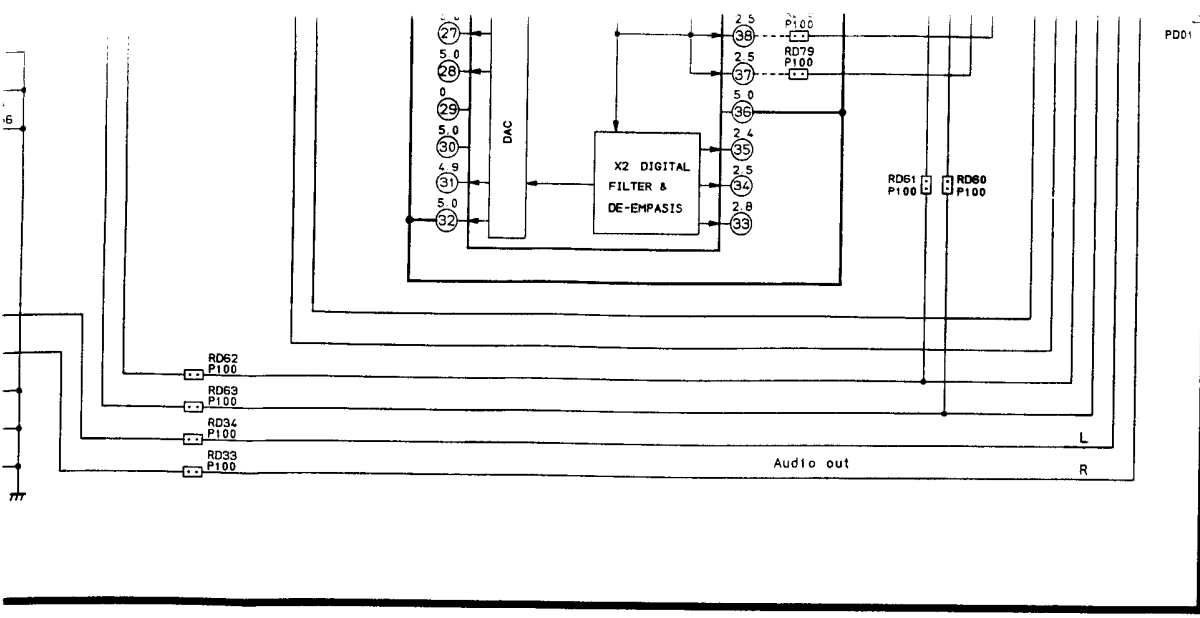 27
5.0
28
0
29
5.0
30
4.9
31
5.0
32
DAC
X2 DIGITAL
FILTER &
DE-EMPASIS
2.5
38
2.5
37
5.0
36
2.4
35
2.5
34
2.8
33
P100
RD79
P100
PD01
RD61
P100
RD60
P100
RD62
P100
RD63
P100
RD34
P100
RD33
P100
L
Audio out
R